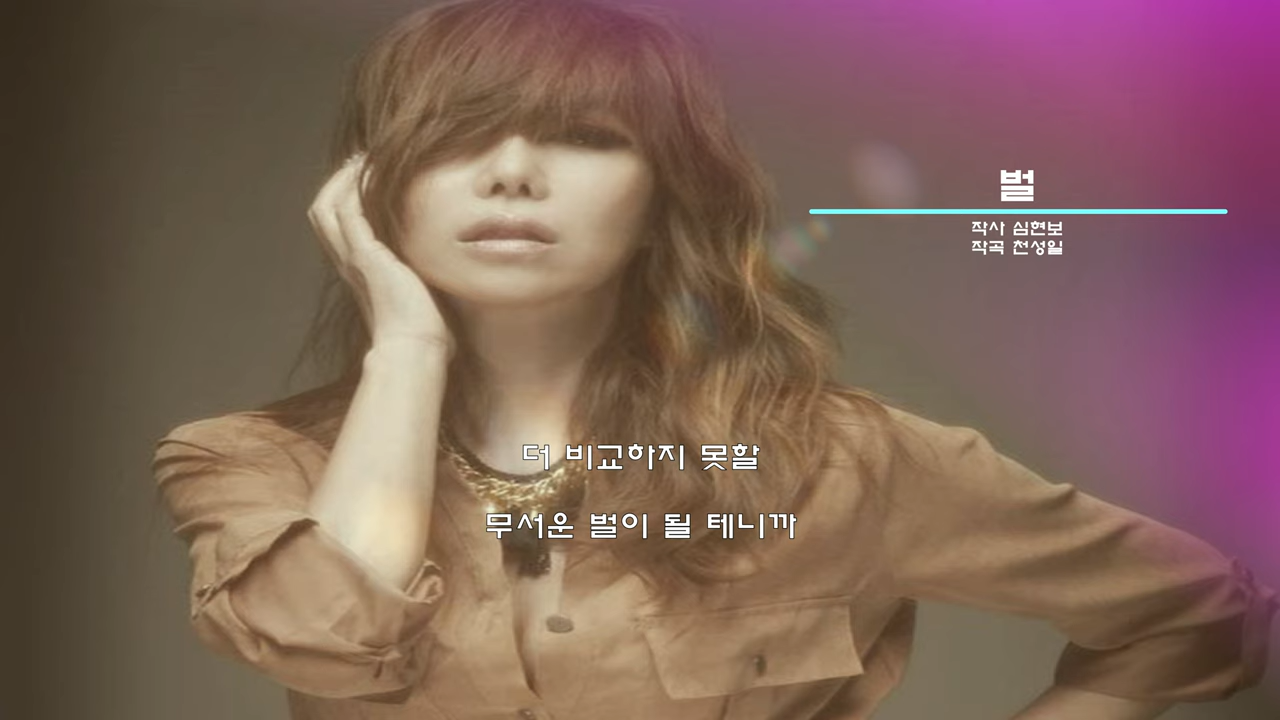 벌
작사 심현보
작곡 천성일
더 비교하지 못할
무서운 벌이 될 테니까